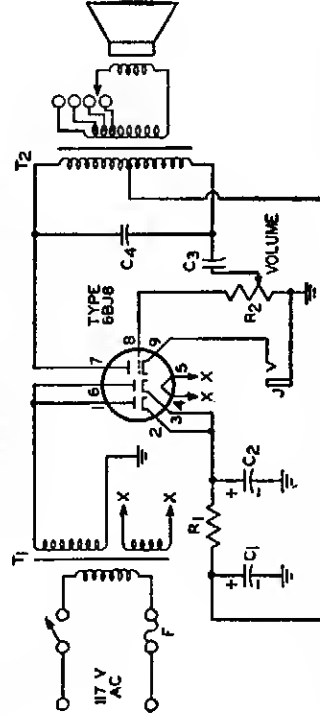 T1
T2
117 V
AC
F
X
X
1
6
7
TYPE
6BJ8
8
9
2
3
4
5
X
X
C4
C3
R2
VOLUME
J
R1
+
C1
-
+
C2
-